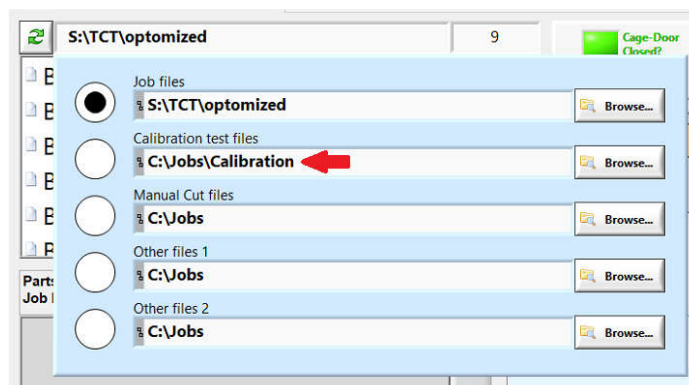 S:\TCT\optomized
9
Cage-Door
Closed?
B
Job files
S:\TCT\optomized
Browse...
B
Calibration test files
B
C:\Jobs\Calibration
Browse...
B
Manual Cut files
B
C:\Jobs
Browse...
Other files 1
C:\Jobs
Browse...
Parts
Job
Other files 2
C:\Jobs
Browse...